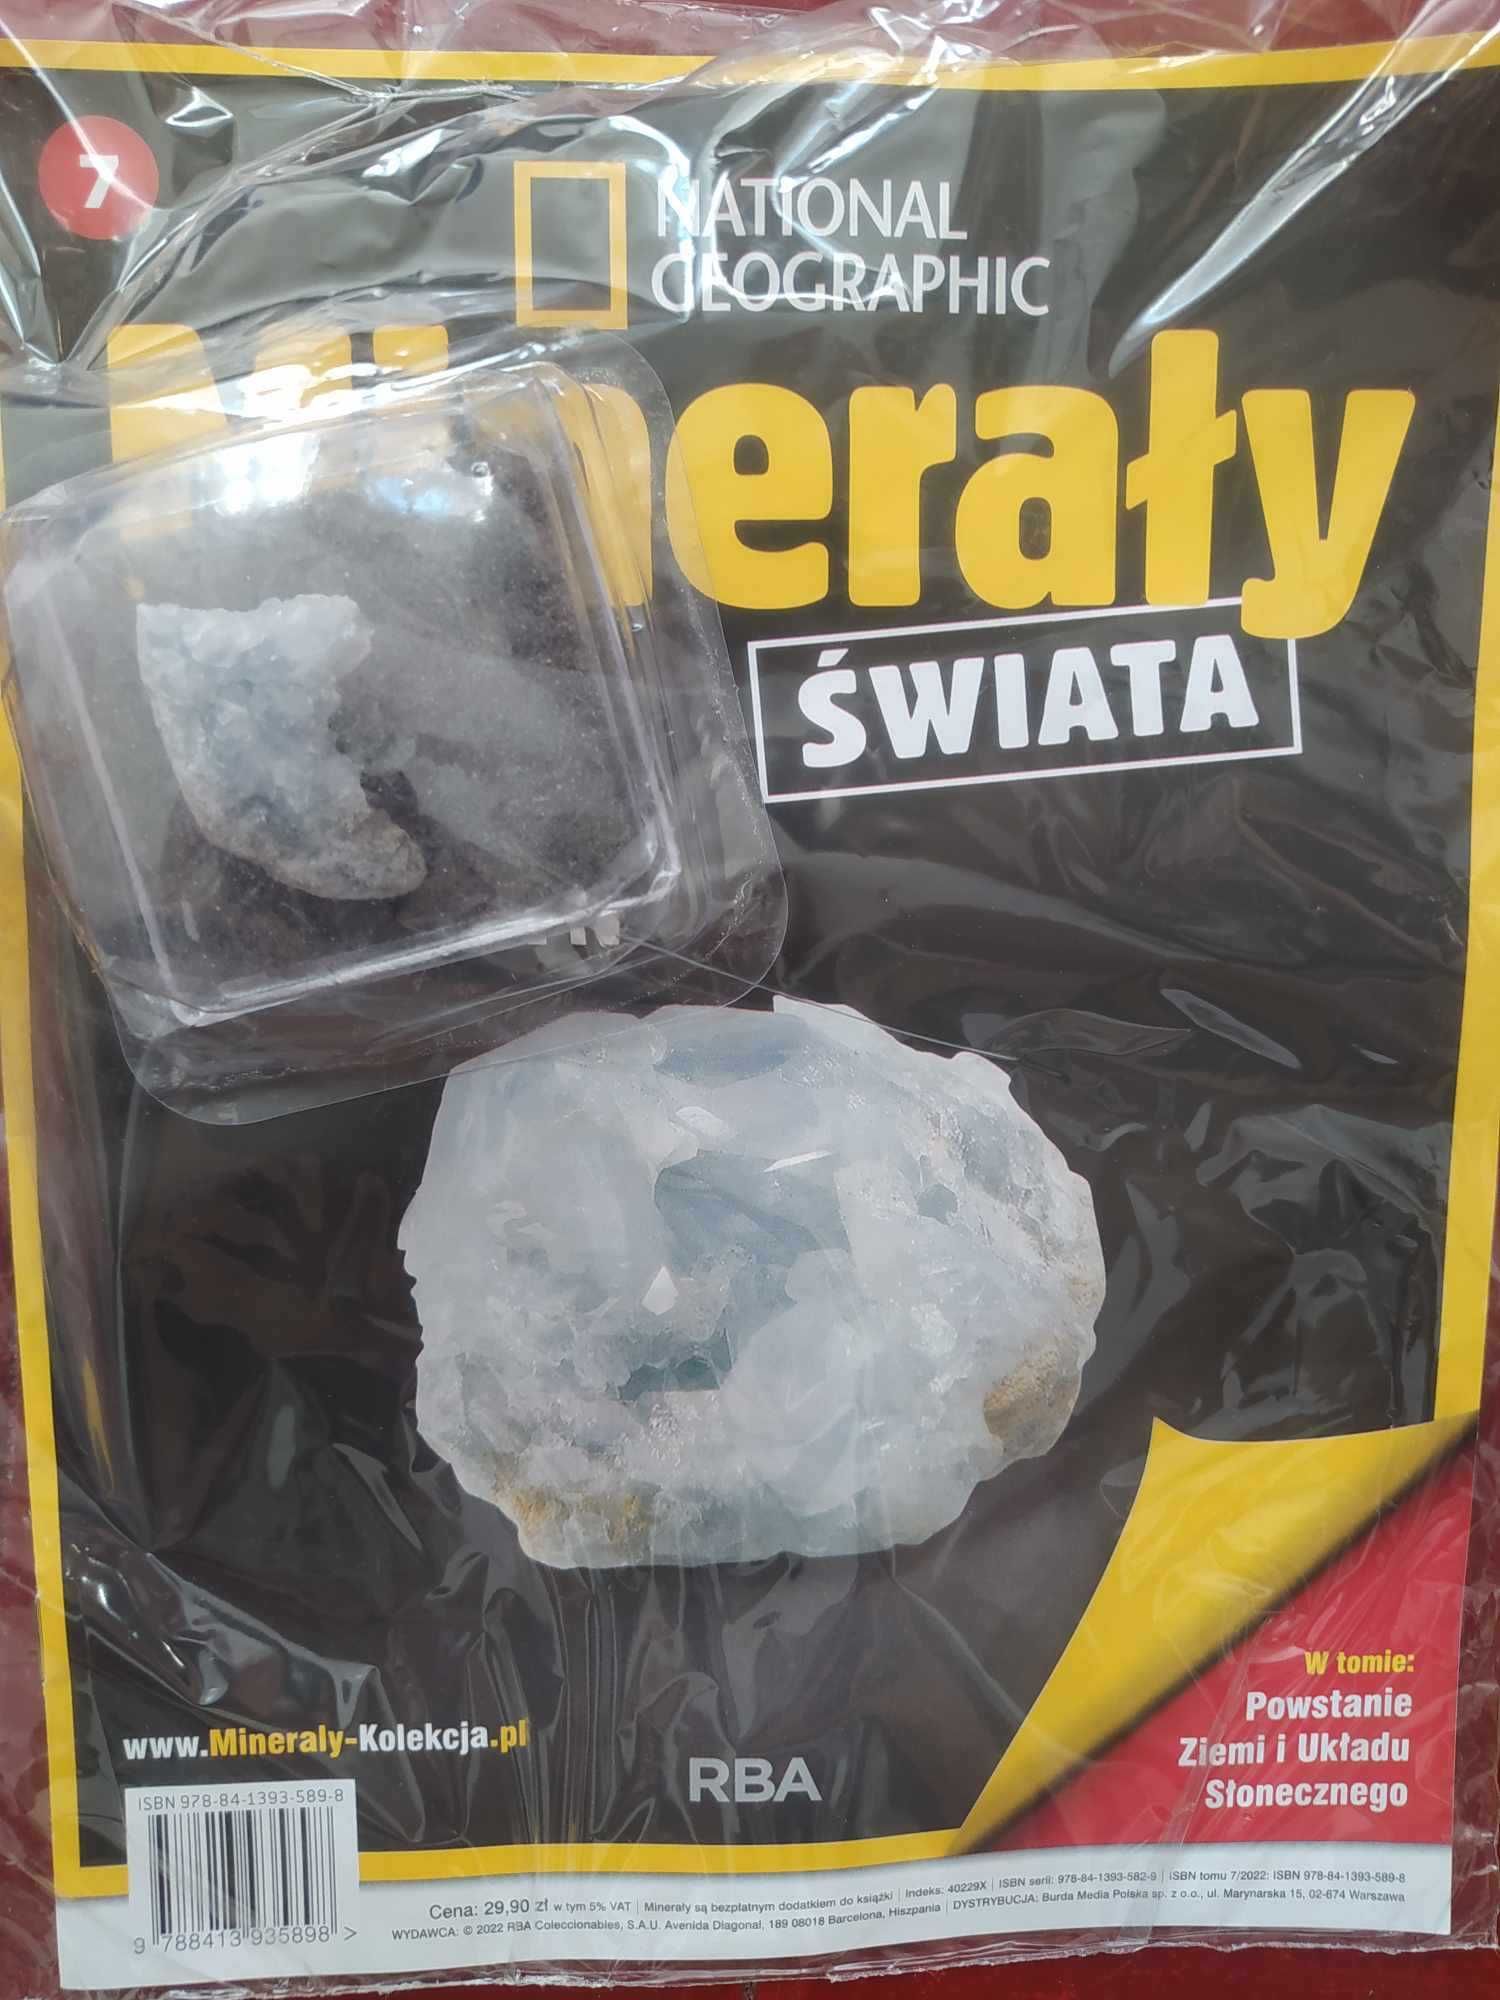 7
NATIONAL
GEOGRAPHIC
Minerały
ŚWIATA
www.Mineraly-Kolekcja.pl
RBA
W tomie:
Powstanie
Ziemi i Układu
Słonecznego
ISBN 978-84-1393-589-8
9 788413 935898 >
Cena: 29,90 zł w tym 5% VAT | Minerały są bezpłatnym dodatkiem do książki | Indeks: 40229X | ISBN serii: 978-84-1393-582-9 | ISBN tomu 7/2022: ISBN 978-84-1393-589-8
WYDAWCA: © 2022 RBA Coleccionables, S.A.U. Avenida Diagonal, 189 08018 Barcelona, Hiszpania | DYSTRYBUCJA: Burda Media Polska sp. z o.o., ul. Marynarska 15, 02-674 Warszawa